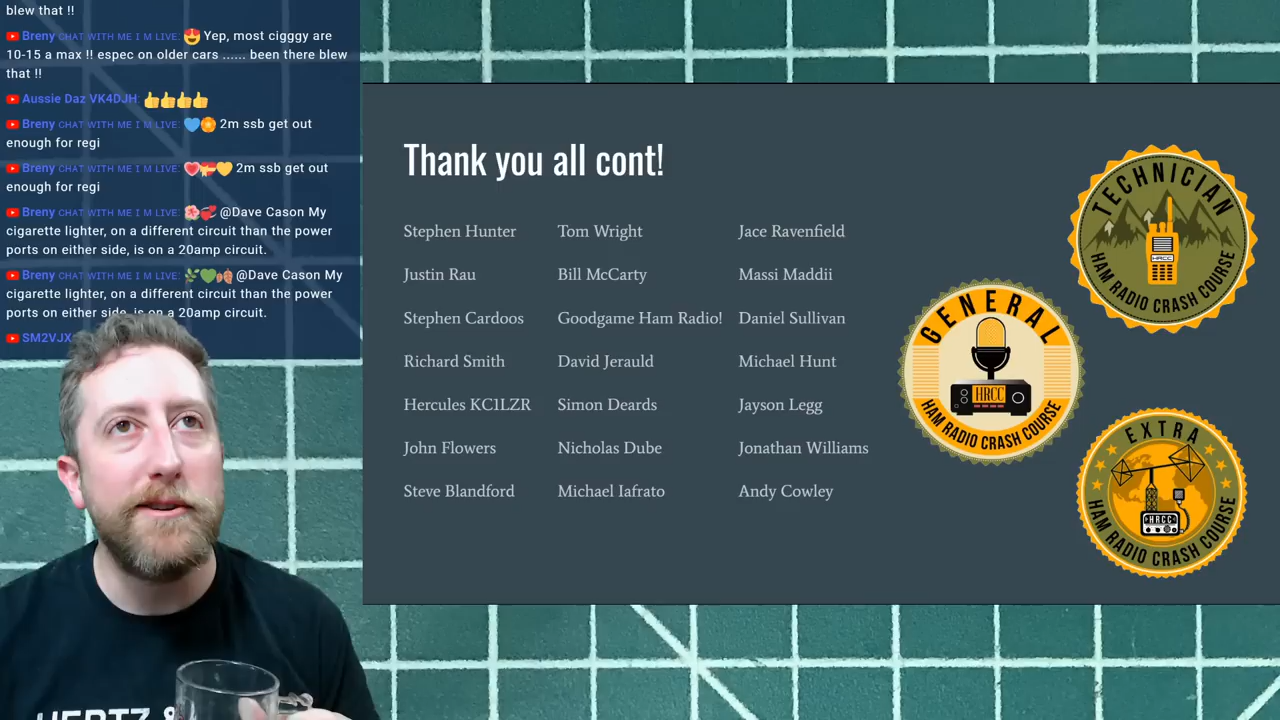 blew that !!
Breny CHAT WITH ME I M LIVE: 😍 Yep, most cigggy are
10-15 a max !! espec on older cars ...... been there blew
that !!
Aussie Daz VK4DJH: 👍👍👍👍
Breny CHAT WITH ME I M LIVE: 2m ssb get out
enough for regi
Breny CHAT WITH ME I M LIVE: 2m ssb get out
enough for regi
Breny CHAT WITH ME I M LIVE: @Dave Cason My
cigarette lighter, on a different circuit than the power
ports on either side, is on a 20amp circuit.
Breny CHAT WITH ME I M LIVE: @Dave Cason My
cigarette lighter, on a different circuit than the power
ports on either side, is on a 20amp circuit.
SM2VJX
Thank you all cont!
Stephen Hunter Tom Wright Jace Ravenfield
Justin Rau Bill McCarty Massi Maddii
Stephen Cardoos Goodgame Ham Radio! Daniel Sullivan
Richard Smith David Jerauld Michael Hunt
Hercules KC1LZR Simon Deards Jayson Legg
John Flowers Nicholas Dube Jonathan Williams
Steve Blandford Michael Iafrato Andy Cowley
TECHNICIAN
HRCC
HAM RADIO CRASH COURSE
GENERAL
HRCC
HAM RADIO CRASH COURSE
EXTRA
HRCC
HAM RADIO CRASH COURSE
HERTZ &